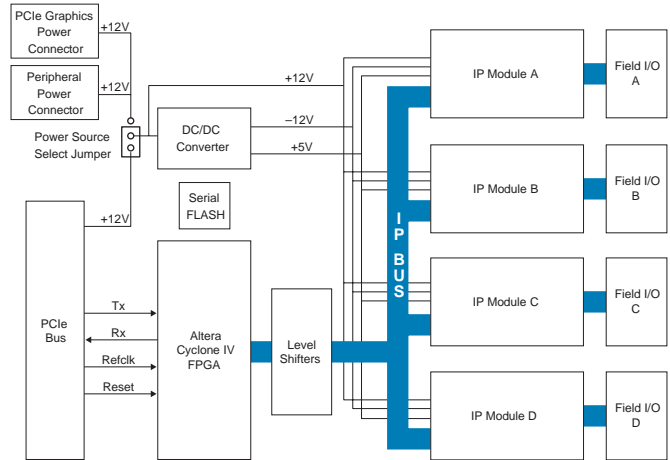 PCIe Graphics
Power
Connector
+12V
Peripheral
Power
Connector
+12V
Power Source
Select Jumper
+12V
DC/DC
Converter
+12V
–12V
+5V
Serial
FLASH
PCIe
Bus
Tx
Rx
Refclk
Reset
Altera
Cyclone IV
FPGA
Level
Shifters
IP BUS
IP Module A
Field I/O
A
IP Module B
Field I/O
B
IP Module C
Field I/O
C
IP Module D
Field I/O
D